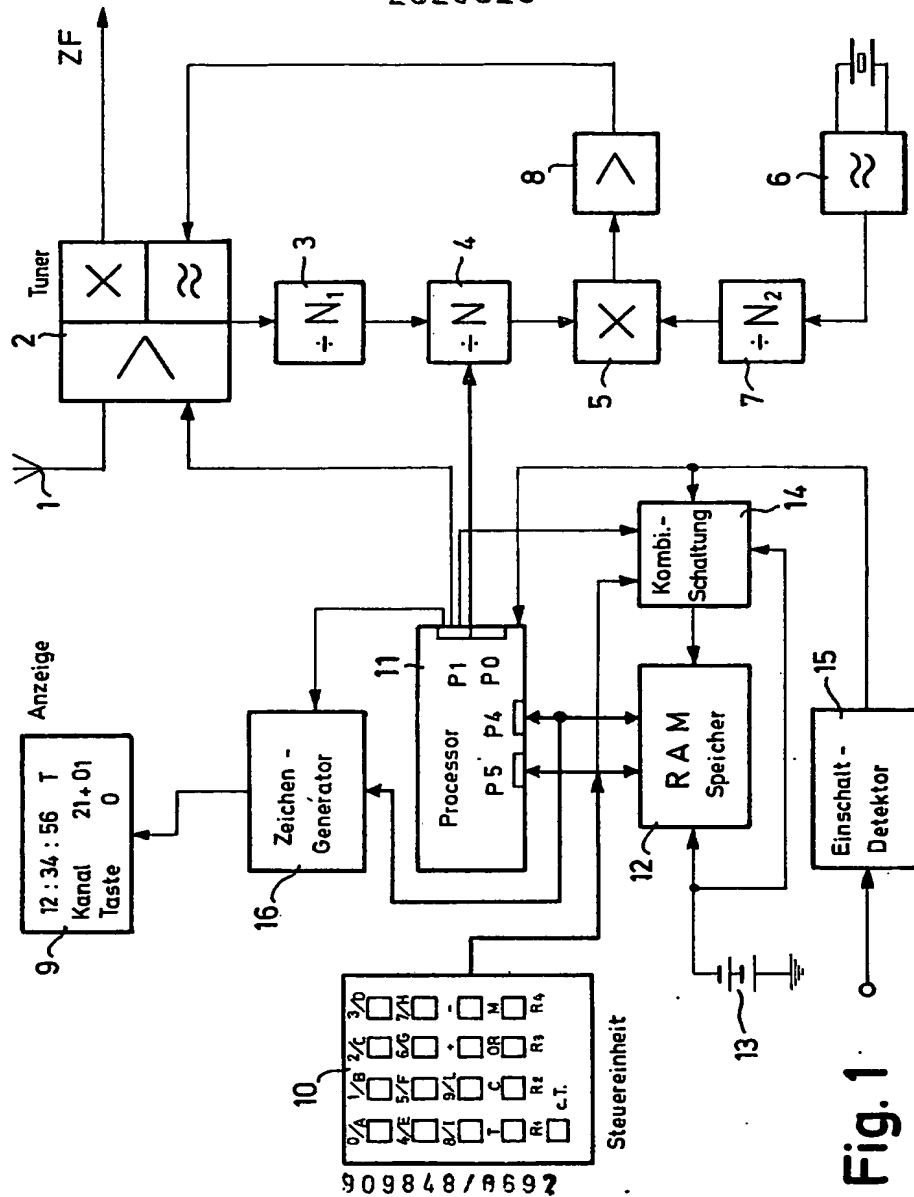 ZF
Tuner
2
1
3
÷ N₁
4
÷ N
5
8
6
7
÷ N₂
Anzeige
9
12 : 34 : 56 T
Kanal 21+01
Taste 0
16
Zeichen -
Generator
11
Processor
P1
P0
P5
P4
14
Kombi.-
Schaltung
12
RAM
Speicher
13
15
Einschalt -
Detektor
10
0/A 1/B 2/C 3/D
4/E 5/F 6/G 7/H
8/I 9/L + -
T C OR M
R1 R2 R3 R4
c.T.
Steuereinheit
Fig. 1